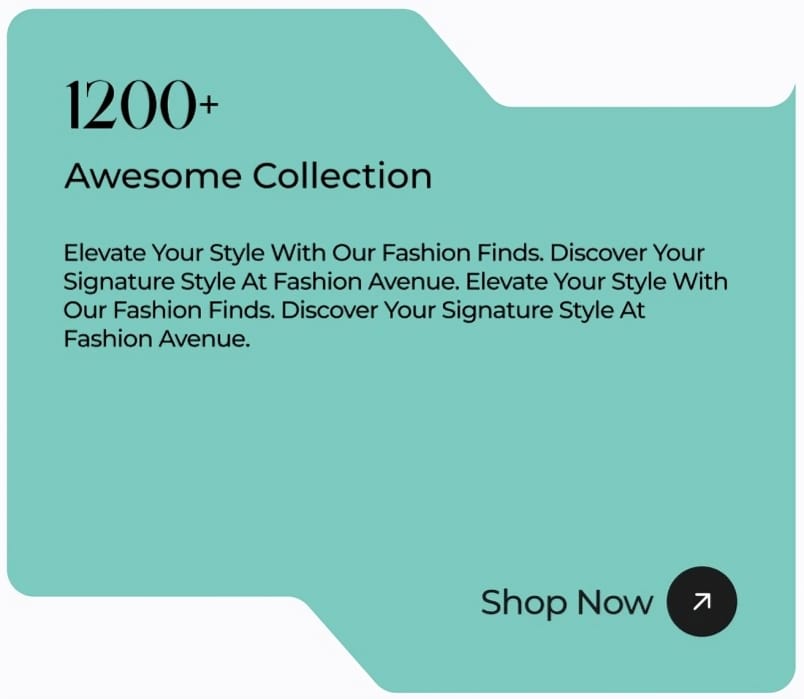 1200+
Awesome Collection
Elevate Your Style With Our Fashion Finds. Discover Your
Signature Style At Fashion Avenue. Elevate Your Style With
Our Fashion Finds. Discover Your Signature Style At
Fashion Avenue.
Shop Now